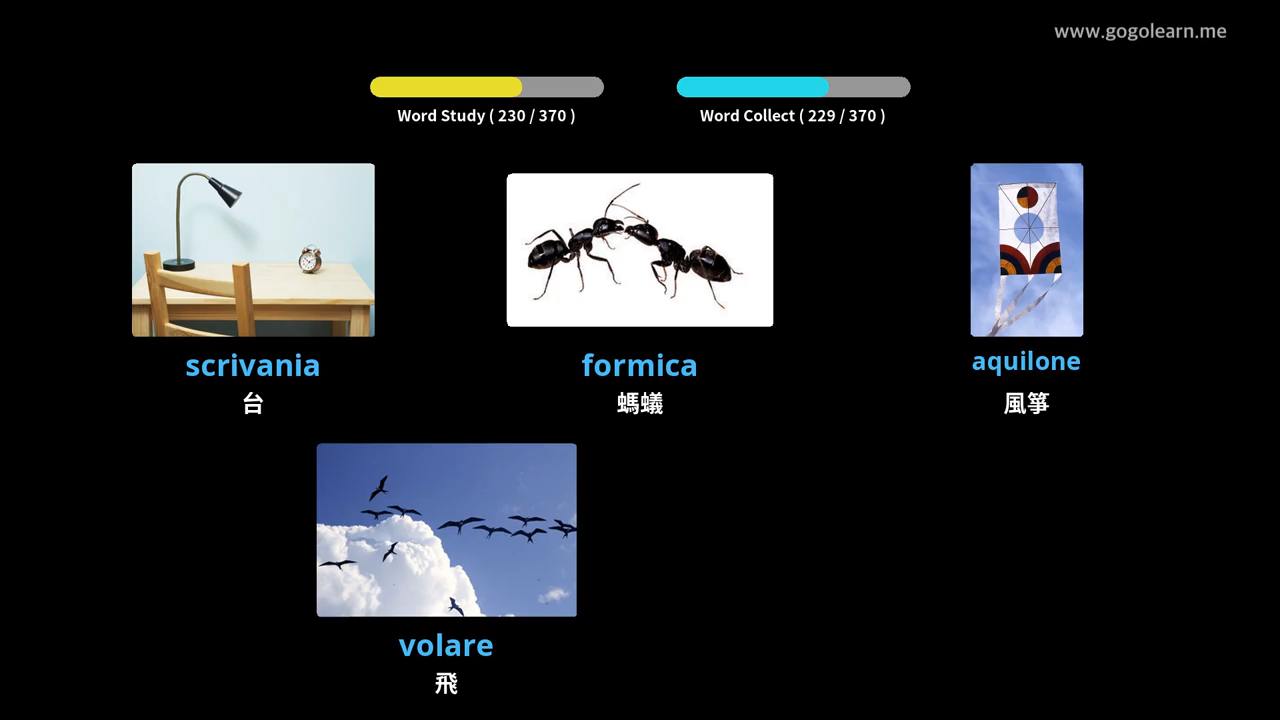 www.gogolearn.me
Word Study ( 230 / 370 )
Word Collect ( 229 / 370 )
scrivania
台
formica
螞蟻
aquilone
風箏
volare
飛